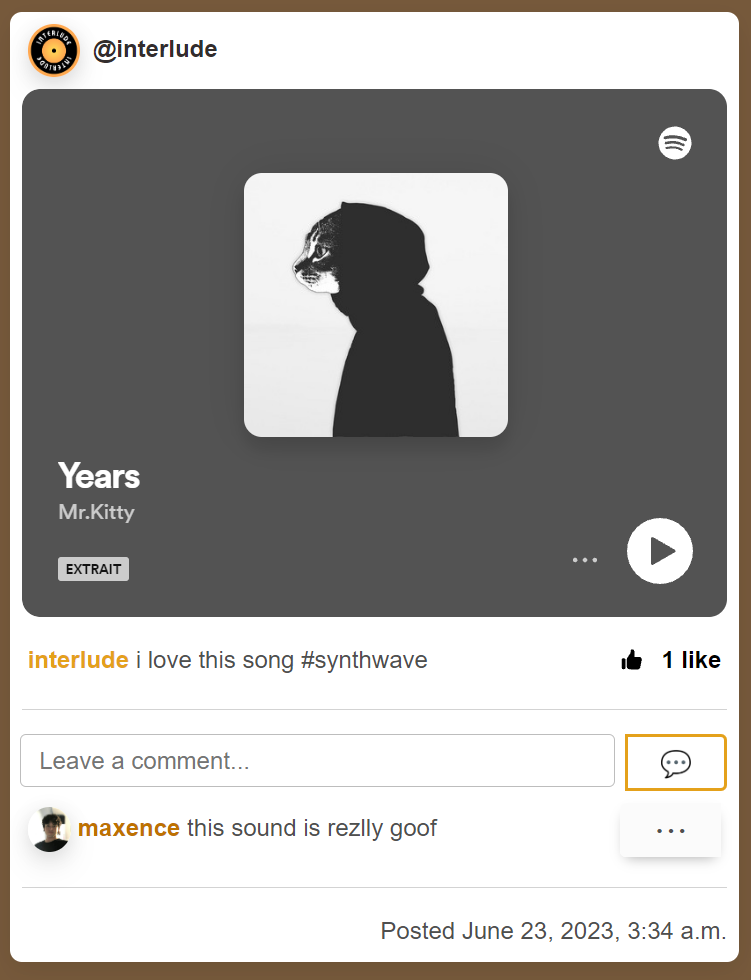 INTERLUDE INTERLUDE
@interlude
Years
Mr.Kitty
EXTRAIT
interlude i love this song #synthwave
1 like
Leave a comment...
maxence this sound is rezlly goof
Posted June 23, 2023, 3:34 a.m.